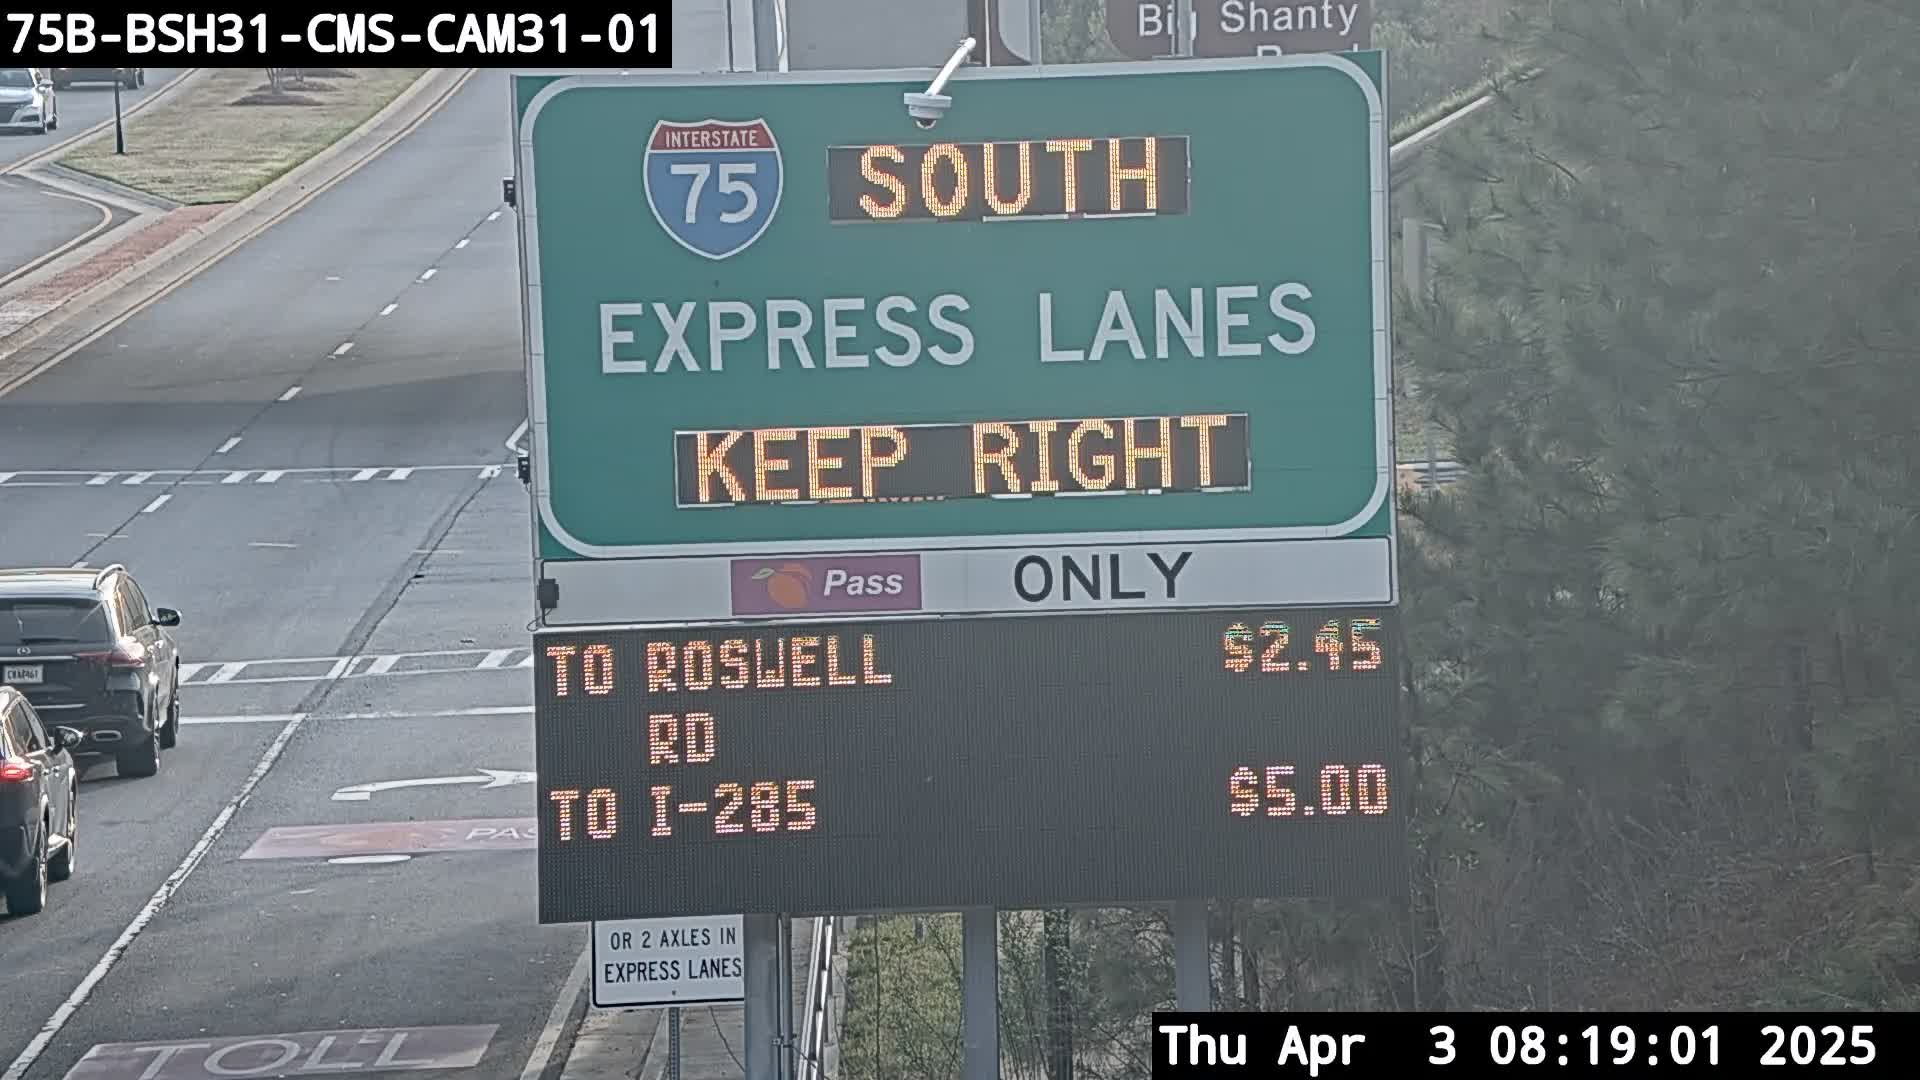 75B-BSH31-CMS-CAM31-01
Big Shanty
Road
INTERSTATE
75
SOUTH
EXPRESS LANES
KEEP RIGHT
Pass ONLY
TO ROSWELL $2.45
RD
TO I-285 $5.00
OR 2 AXLES IN
EXPRESS LANES
PAS
TOLL
Thu Apr 3 08:19:01 2025